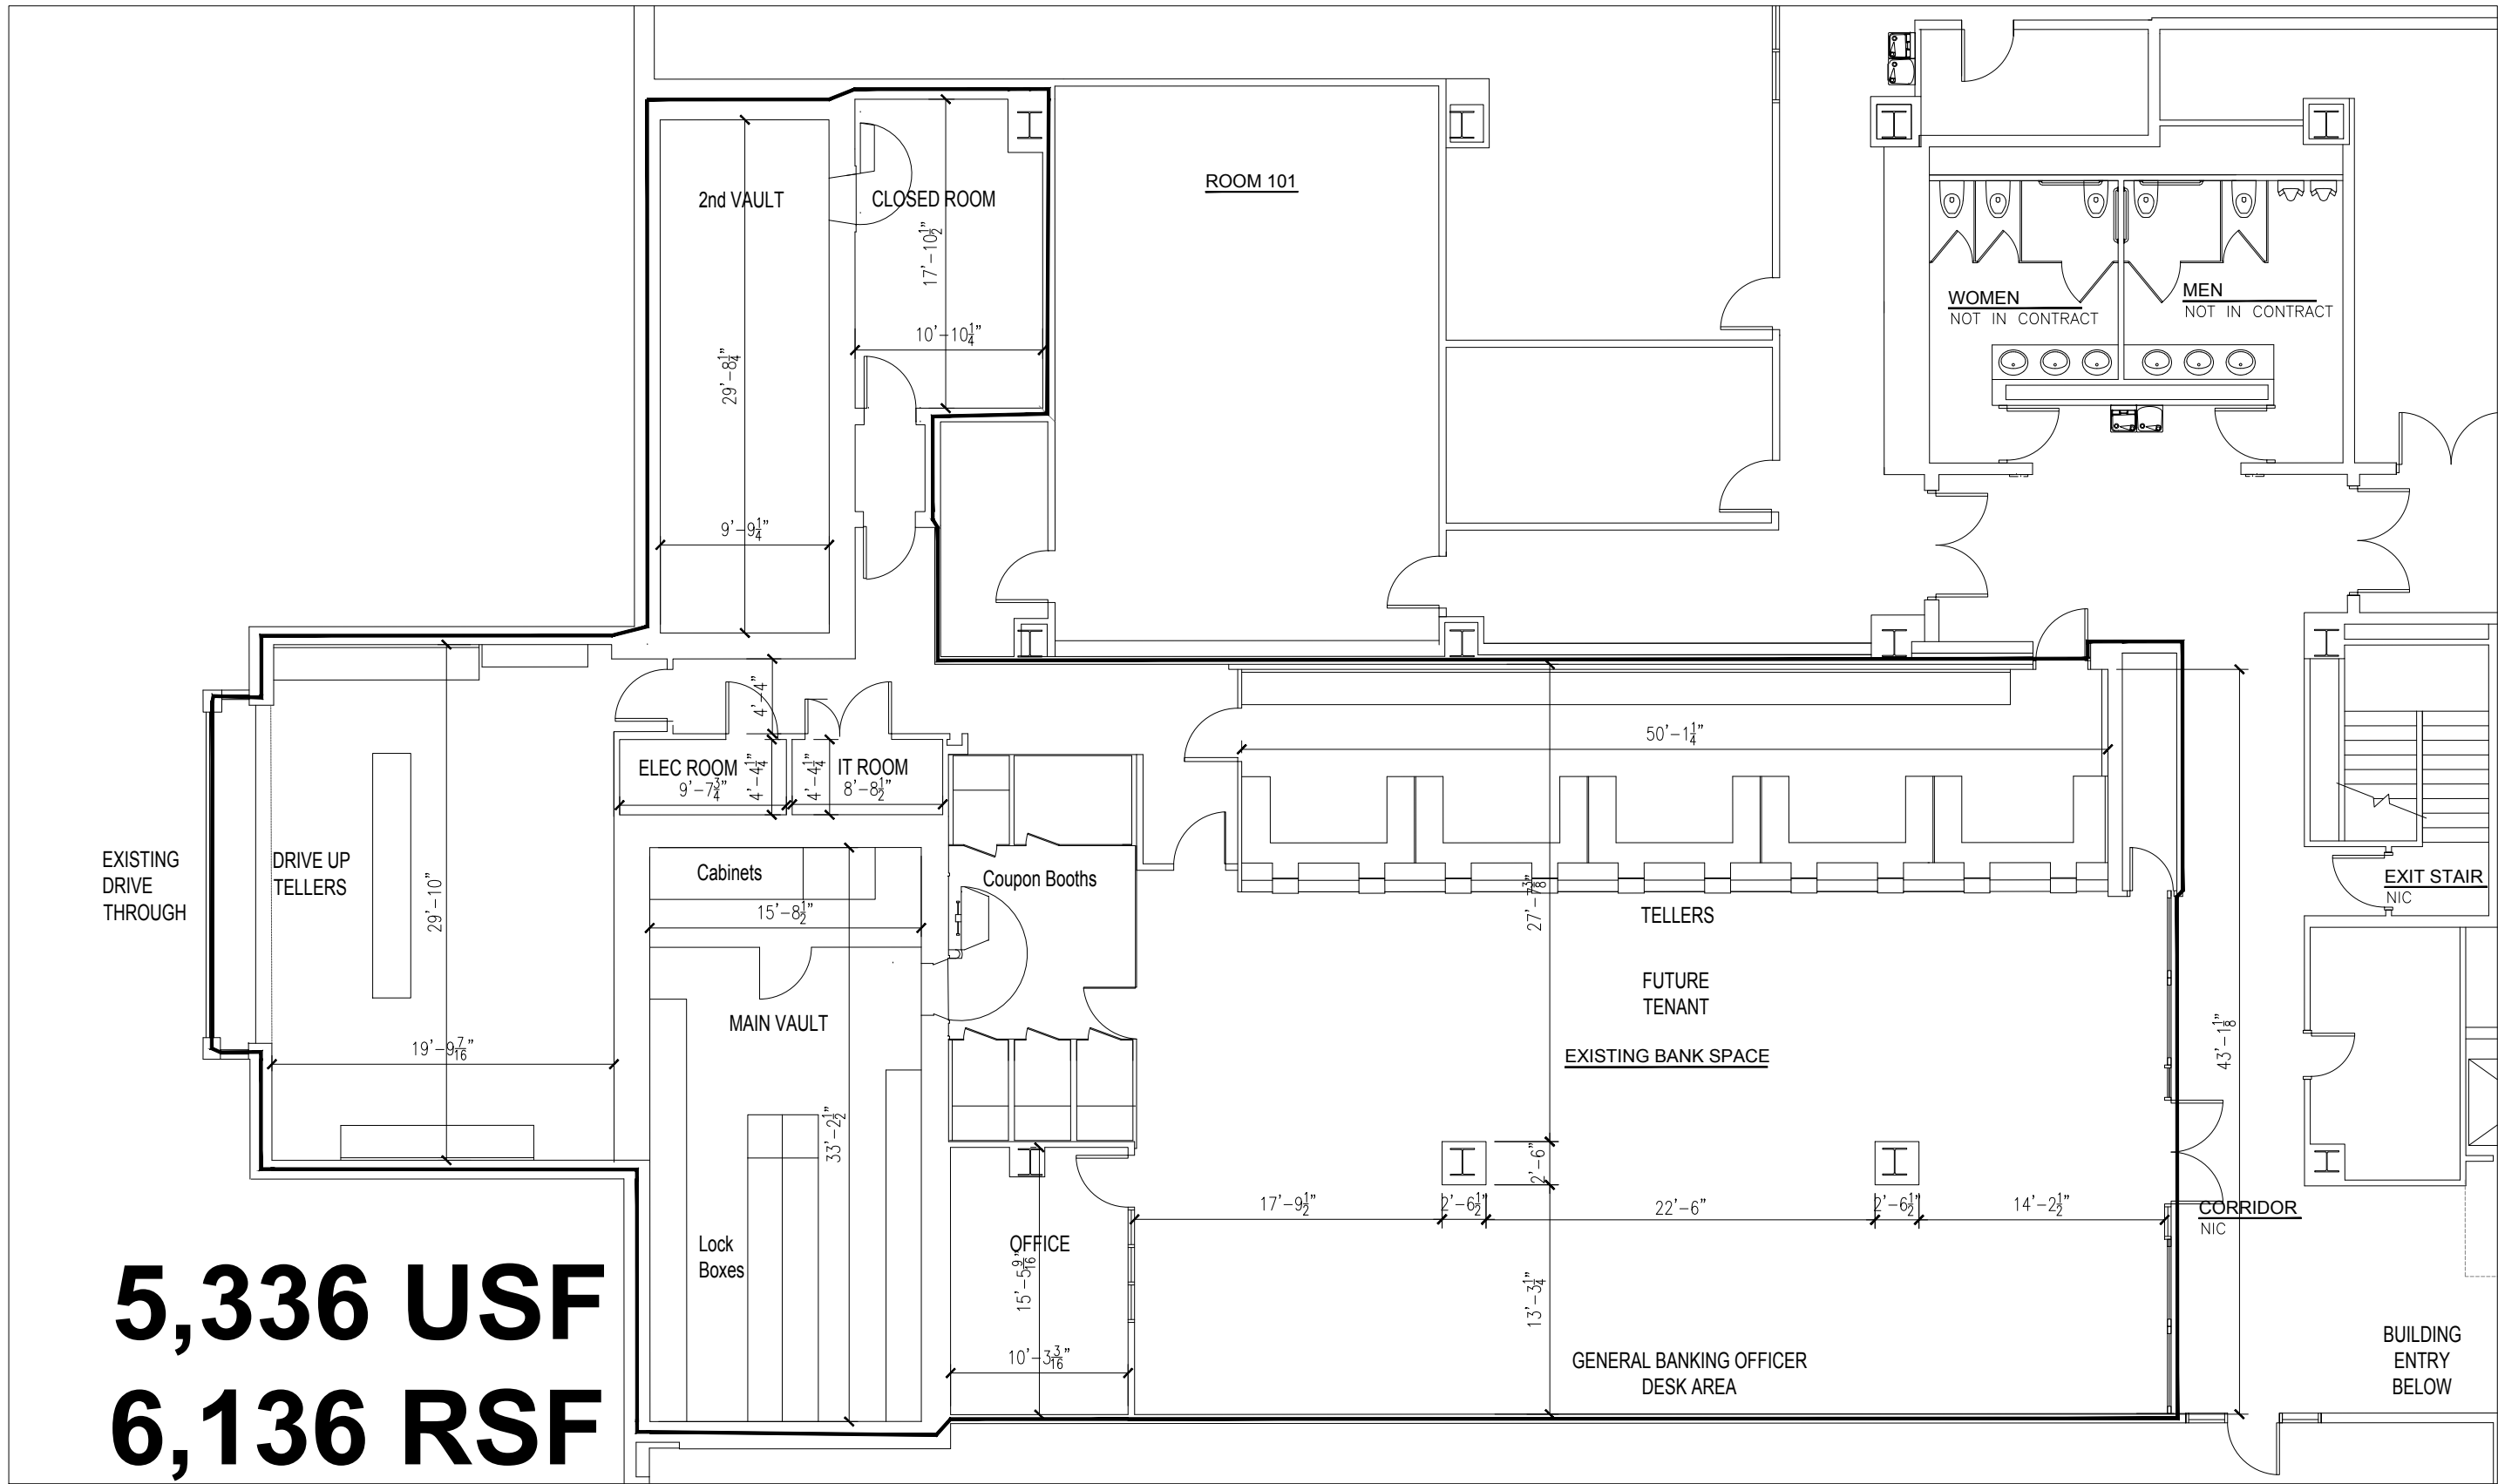 ROOM 101
2nd VAULT
CLOSED ROOM
17'-10½"
10'-10¼"
29'-8¼"
9'-9¼"
WOMEN
NOT IN CONTRACT
MEN
NOT IN CONTRACT
4'-4"
50'-1¼"
ELEC ROOM
9'-7¾"
4'-4¼"
IT ROOM
8'-8½"
4'-4¼"
EXISTING
DRIVE
THROUGH
DRIVE UP
TELLERS
29'-10"
19'-9 7/16"
Cabinets
15'-8½"
Coupon Booths
27'-7⅞"
TELLERS
EXIT STAIR
NIC
FUTURE
TENANT
MAIN VAULT
EXISTING BANK SPACE
43'-1⅛"
33'-2½"
2'-6"
17'-9½"
2'-6½"
22'-6"
2'-6½"
14'-2½"
CORRIDOR
NIC
Lock
Boxes
OFFICE
15'-5 9/16"
10'-3 3/16"
13'-3¼"
GENERAL BANKING OFFICER
DESK AREA
BUILDING
ENTRY
BELOW
5,336 USF
6,136 RSF